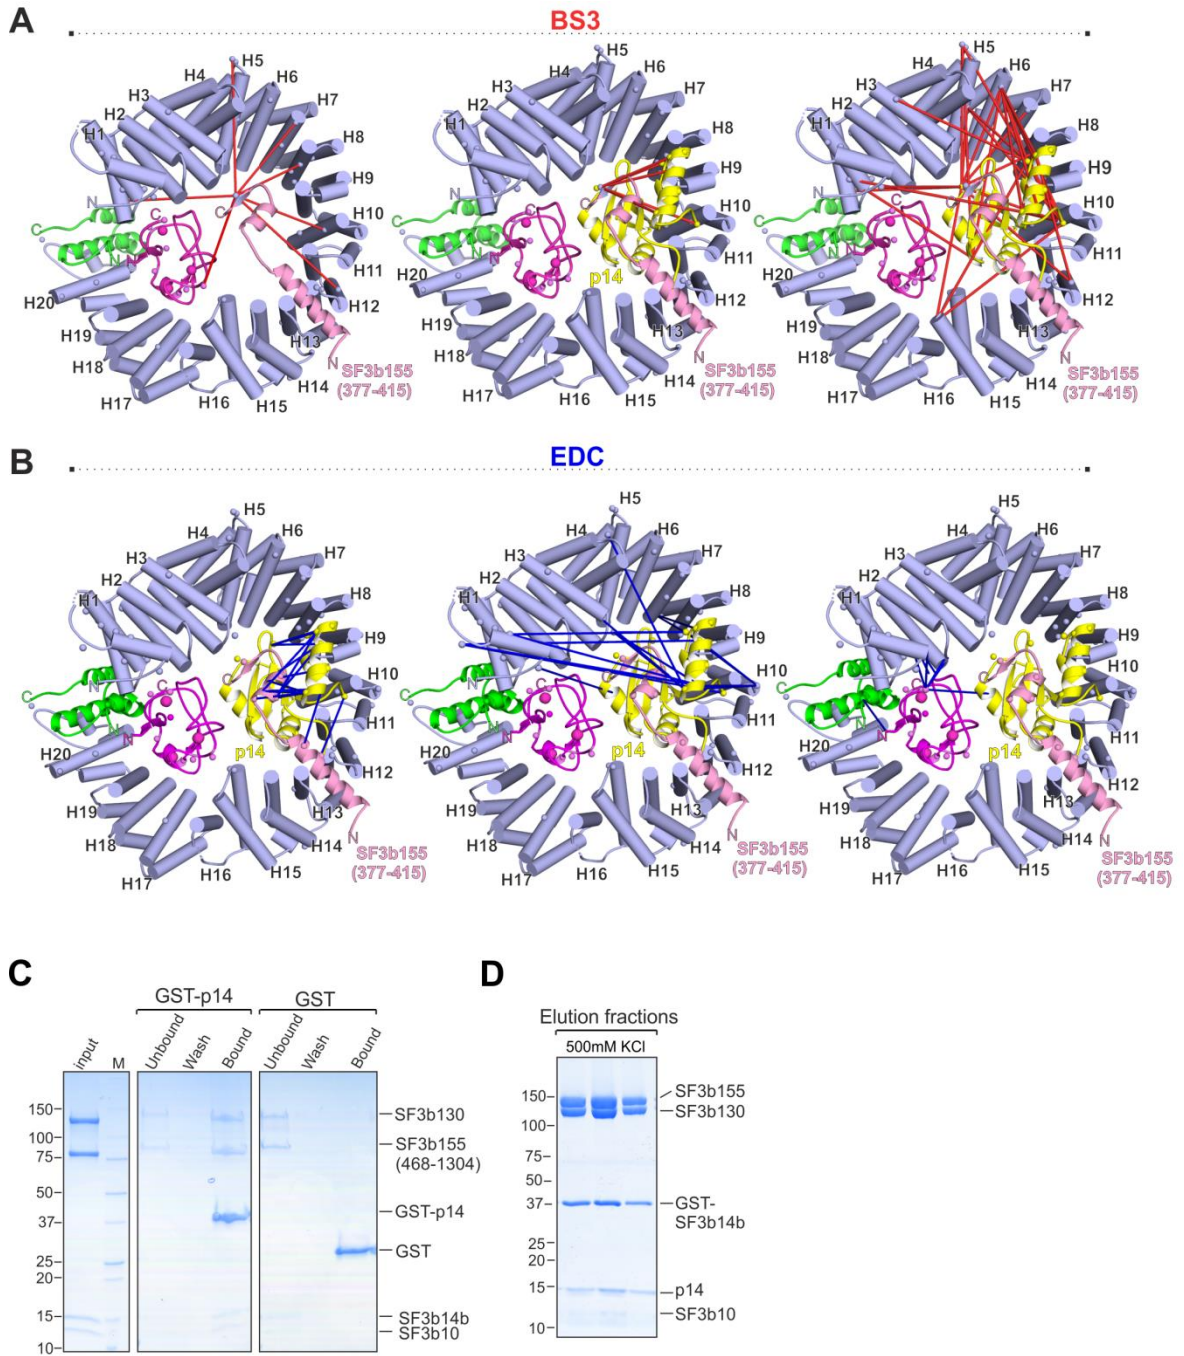 A
BS3
H1
H2
H3
H4
H5
H6
H7
H8
H9
H10
H11
H12
H13
H14
H15
H16
H17
H18
H19
H20
N
C
C
N
N
C
N
SF3b155
(377-415)
H1
H2
H3
H4
H5
H6
H7
H8
H9
H10
H11
H12
H13
H14
H15
H16
H17
H18
H19
H20
N
C
C
N
N
C
p14
N
SF3b155
(377-415)
H1
H2
H3
H4
H5
H6
H7
H8
H9
H10
H11
H12
H13
H14
H15
H16
H17
H18
H19
H20
N
C
C
N
C
p14
N
SF3b155
(377-415)
B
EDC
H1
H2
H3
H4
H5
H6
H7
H8
H9
H10
H11
H12
H13
H14
H15
H16
H17
H18
H19
H20
N
C
C
N
N
p14
N
SF3b155
(377-415)
H1
H2
H3
H4
H5
H6
H7
H8
H9
H10
H11
H12
H13
H14
H15
H16
H17
H18
H19
H20
N
C
C
N
N
p14
N
SF3b155
(377-415)
H1
H2
H3
H4
H5
H6
H7
H8
H9
H10
H11
H12
H13
H14
H15
H16
H17
H18
H19
H20
N
C
C
N
p14
N
SF3b155
(377-415)
C
GST-p14
GST
input
M
Unbound
Wash
Bound
Unbound
Wash
Bound
150
100
75
50
37
25
20
15
10
SF3b130
SF3b155
(468-1304)
GST-p14
GST
SF3b14b
SF3b10
D
Elution fractions
500mM KCl
150
100
75
50
37
25
20
15
10
SF3b155
SF3b130
GST-
SF3b14b
p14
SF3b10